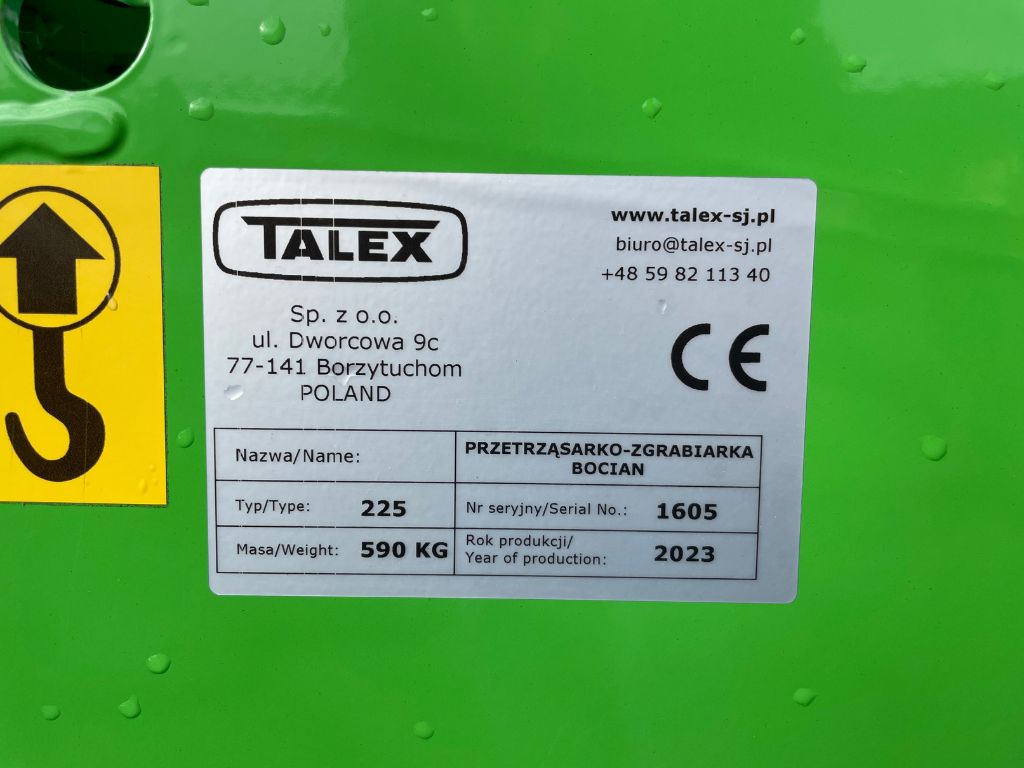 TALEX
www.talex-sj.pl
biuro@talex-sj.pl
+48 59 82 113 40
Sp. z o.o.
ul. Dworcowa 9c
77-141 Borzytuchom
POLAND
CE
Nazwa/Name:
PRZETRZĄSARKO-ZGRABIARKA
BOCIAN
Typ/Type: 225
Nr seryjny/Serial No.: 1605
Masa/Weight: 590 KG
Rok produkcji/
Year of production: 2023